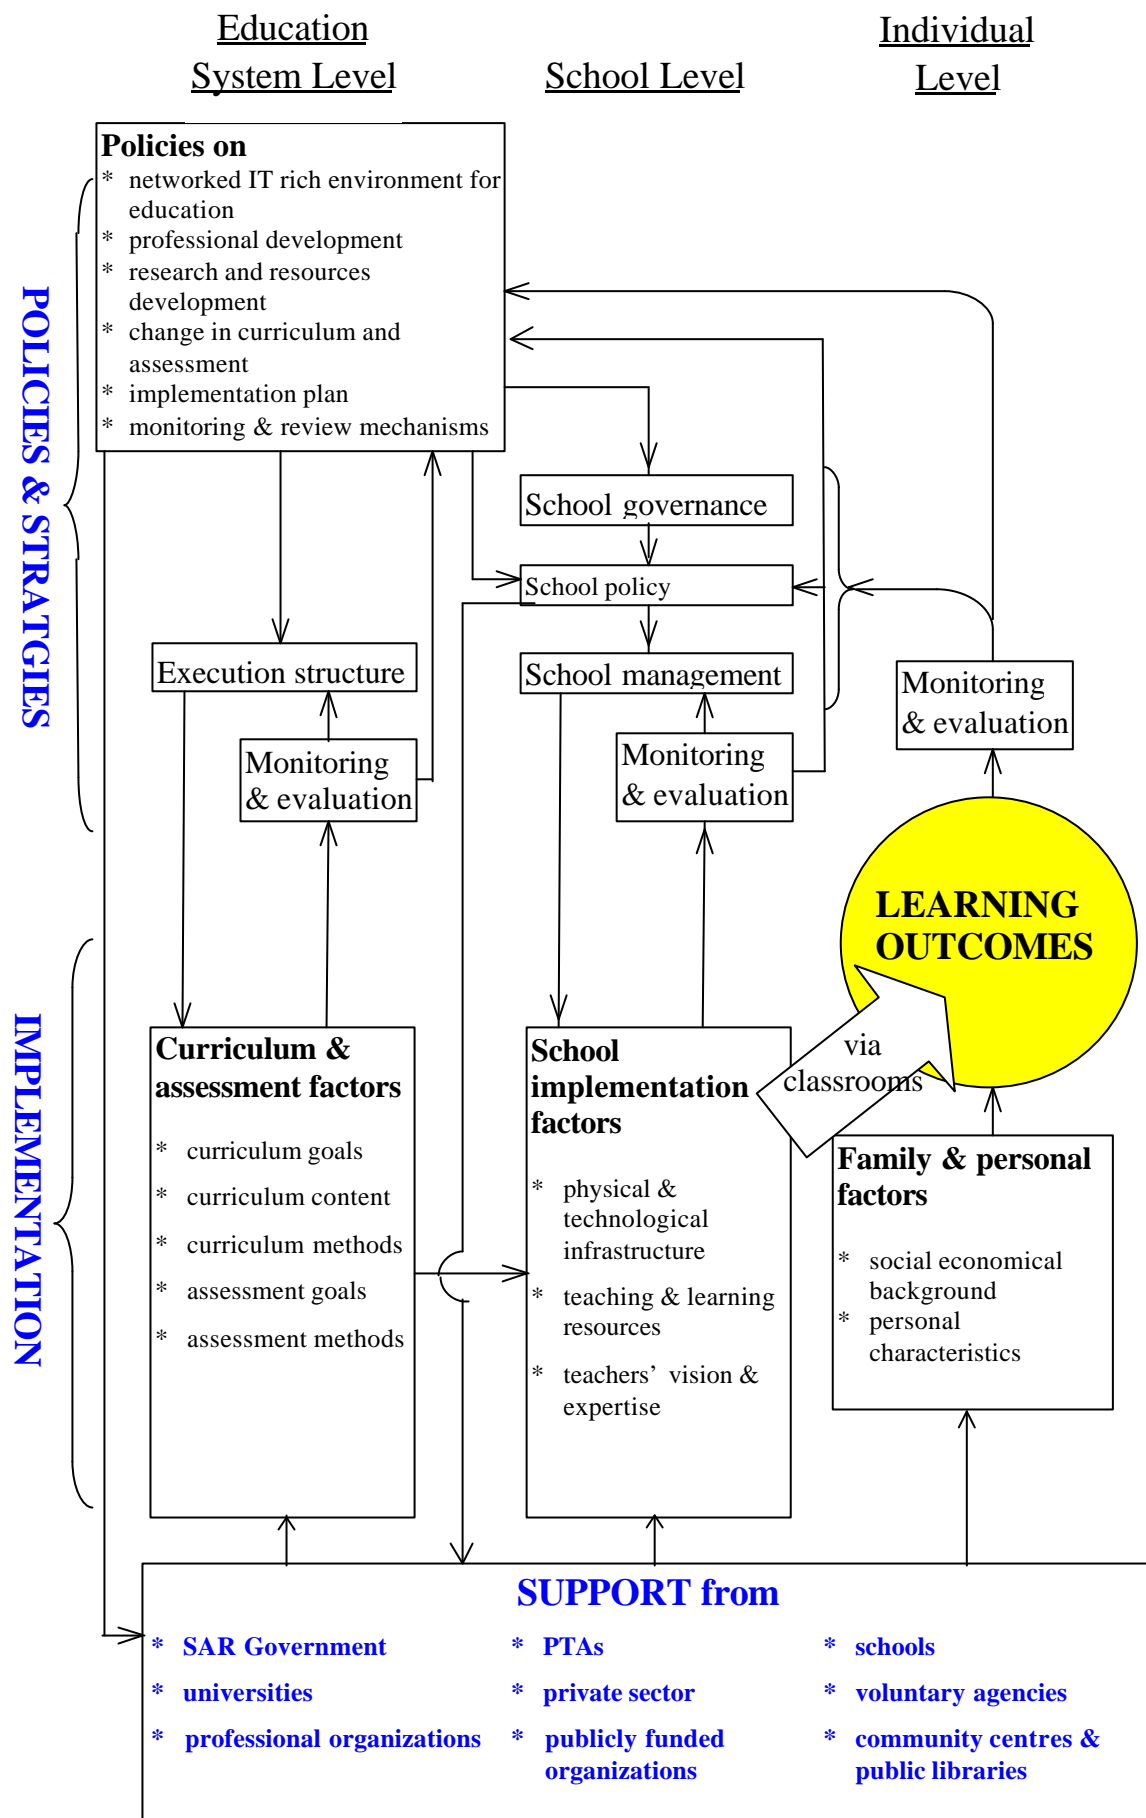 Education
System Level
School Level
Individual
Level
Policies on
* networked IT rich environment for
education
* professional development
* research and resources
development
* change in curriculum and
assessment
* implementation plan
* monitoring & review mechanisms
POLICIES & STRATGIES
School governance
School policy
School management
Execution structure
Monitoring
& evaluation
Monitoring
& evaluation
Monitoring
& evaluation
LEARNING
OUTCOMES
via
classrooms
IMPLEMENTATION
Curriculum &
assessment factors
* curriculum goals
* curriculum content
* curriculum methods
* assessment goals
* assessment methods
School
implementation
factors
* physical &
technological
infrastructure
* teaching & learning
resources
* teachers' vision &
expertise
Family & personal
factors
* social economical
background
* personal
characteristics
SUPPORT from
* SAR Government
* universities
* professional organizations
* PTAs
* private sector
* publicly funded
organizations
* schools
* voluntary agencies
* community centres &
public libraries